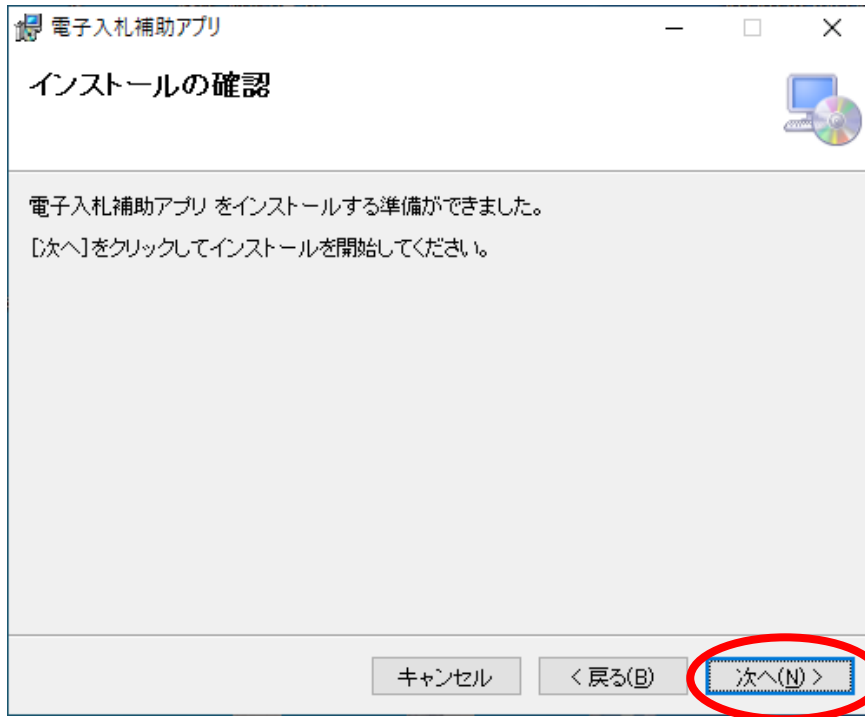 電子入札補助アプリ
インストールの確認
電子入札補助アプリ をインストールする準備ができました。
[次へ]をクリックしてインストールを開始してください。
キャンセル
< 戻る(B)
次へ(N) >